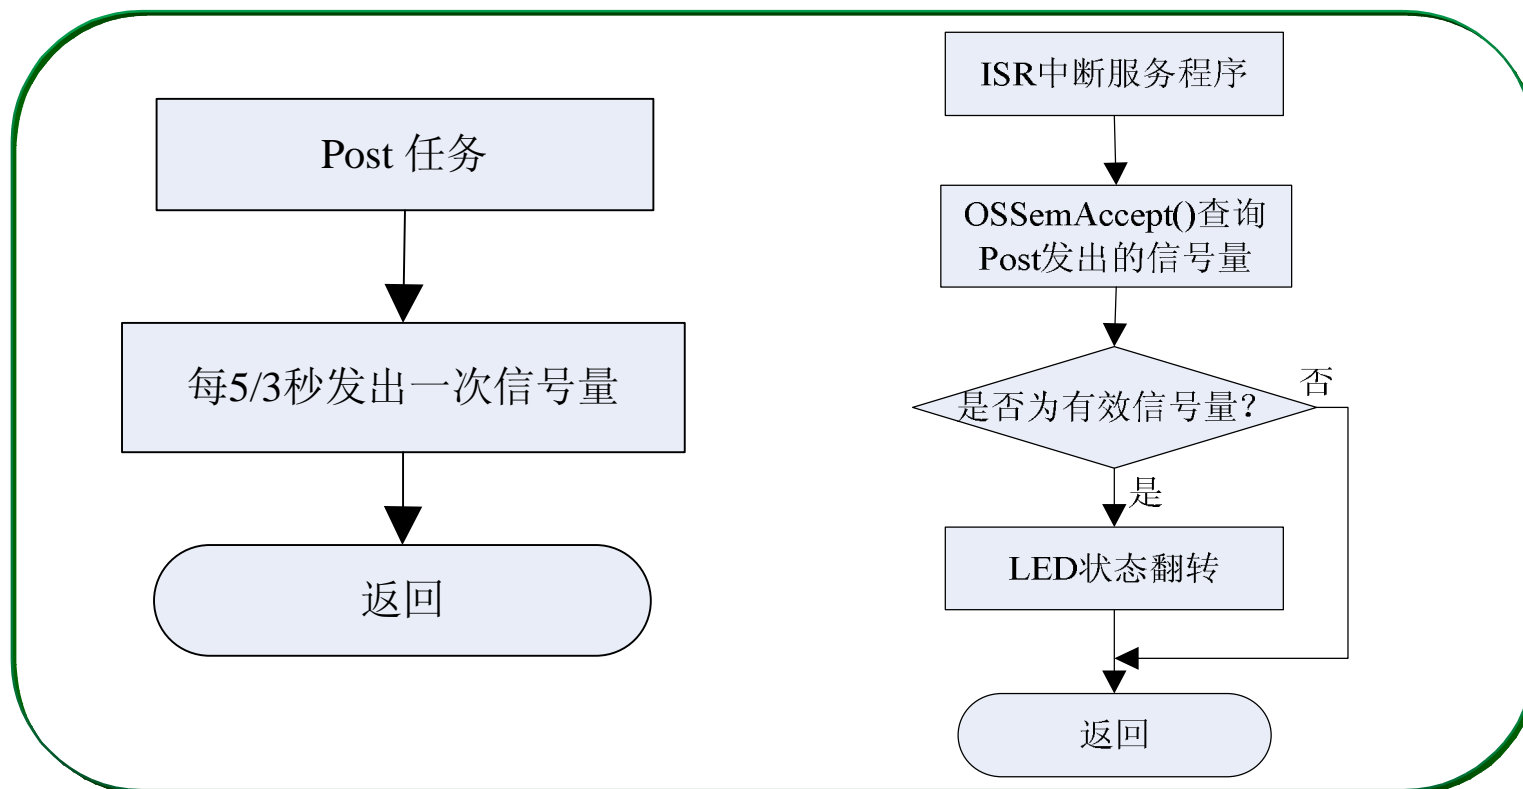 Post 任务
每5/3秒发出一次信号量
返回
ISR中断服务程序
OSSemAccept()查询
Post发出的信号量
是否为有效信号量？
否
是
LED状态翻转
返回